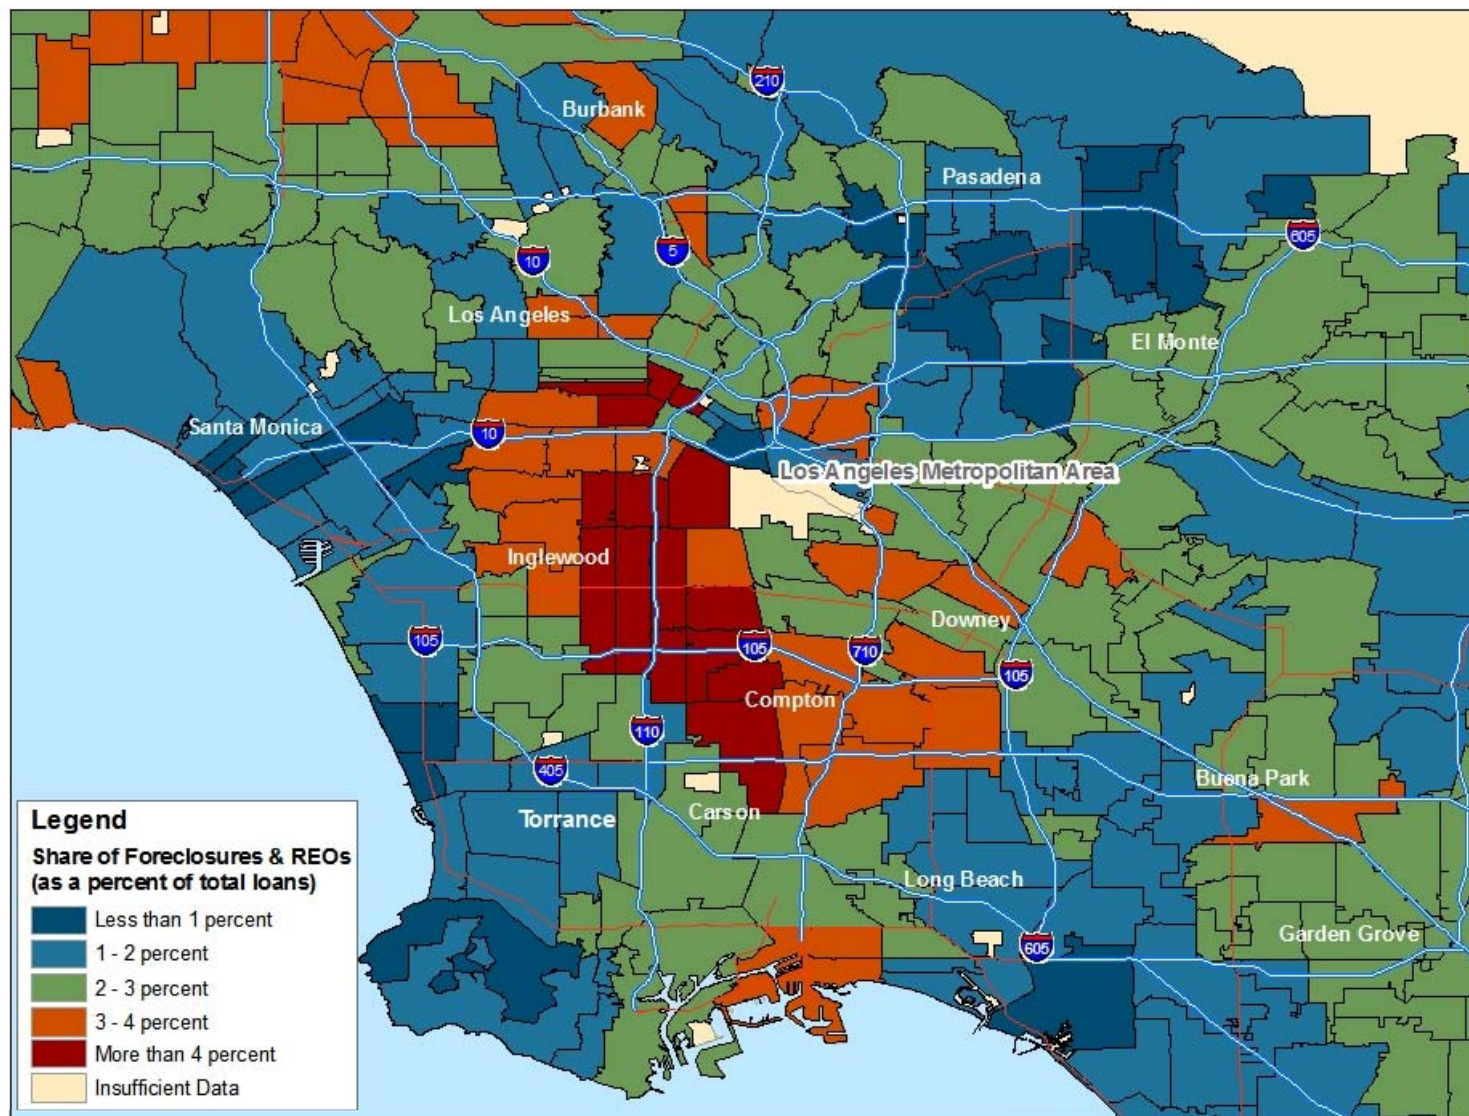 210
Burbank
Pasadena
605
10
5
Los Angeles
El Monte
Santa Monica
10
Los Angeles Metropolitan Area
Inglewood
Downey
105
105
710
105
Compton
110
405
Buena Park
Carson
Torrance
Long Beach
Garden Grove
605
Legend
Share of Foreclosures & REOs
(as a percent of total loans)
Less than 1 percent
1 - 2 percent
2 - 3 percent
3 - 4 percent
More than 4 percent
Insufficient Data